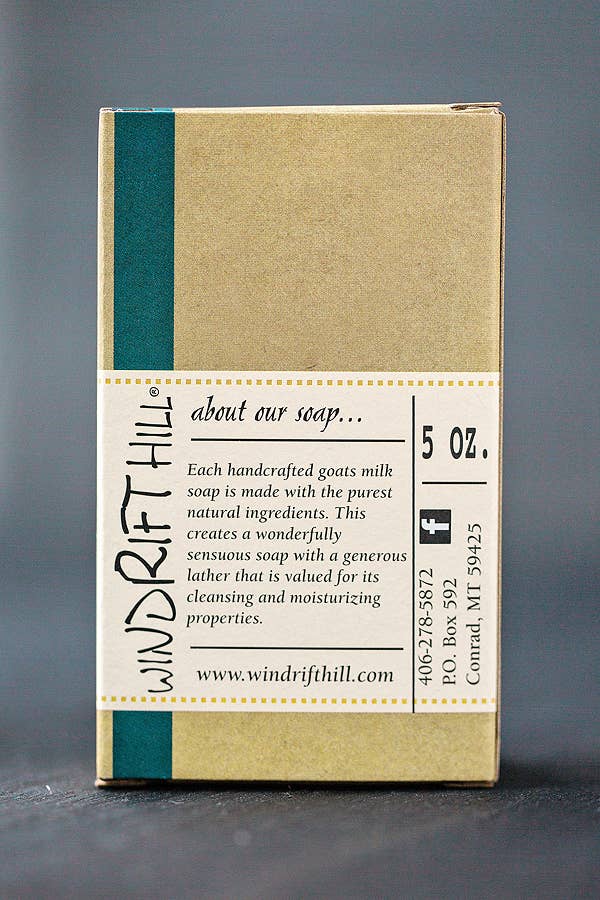 WINDRIFT HILL®
about our soap...
Each handcrafted goats milk
soap is made with the purest
natural ingredients. This
creates a wonderfully
sensuous soap with a generous
lather that is valued for its
cleansing and moisturizing
properties.
www.windrifthill.com
5 oz.
f
406-278-5872
P.O. Box 592
Conrad, MT 59425